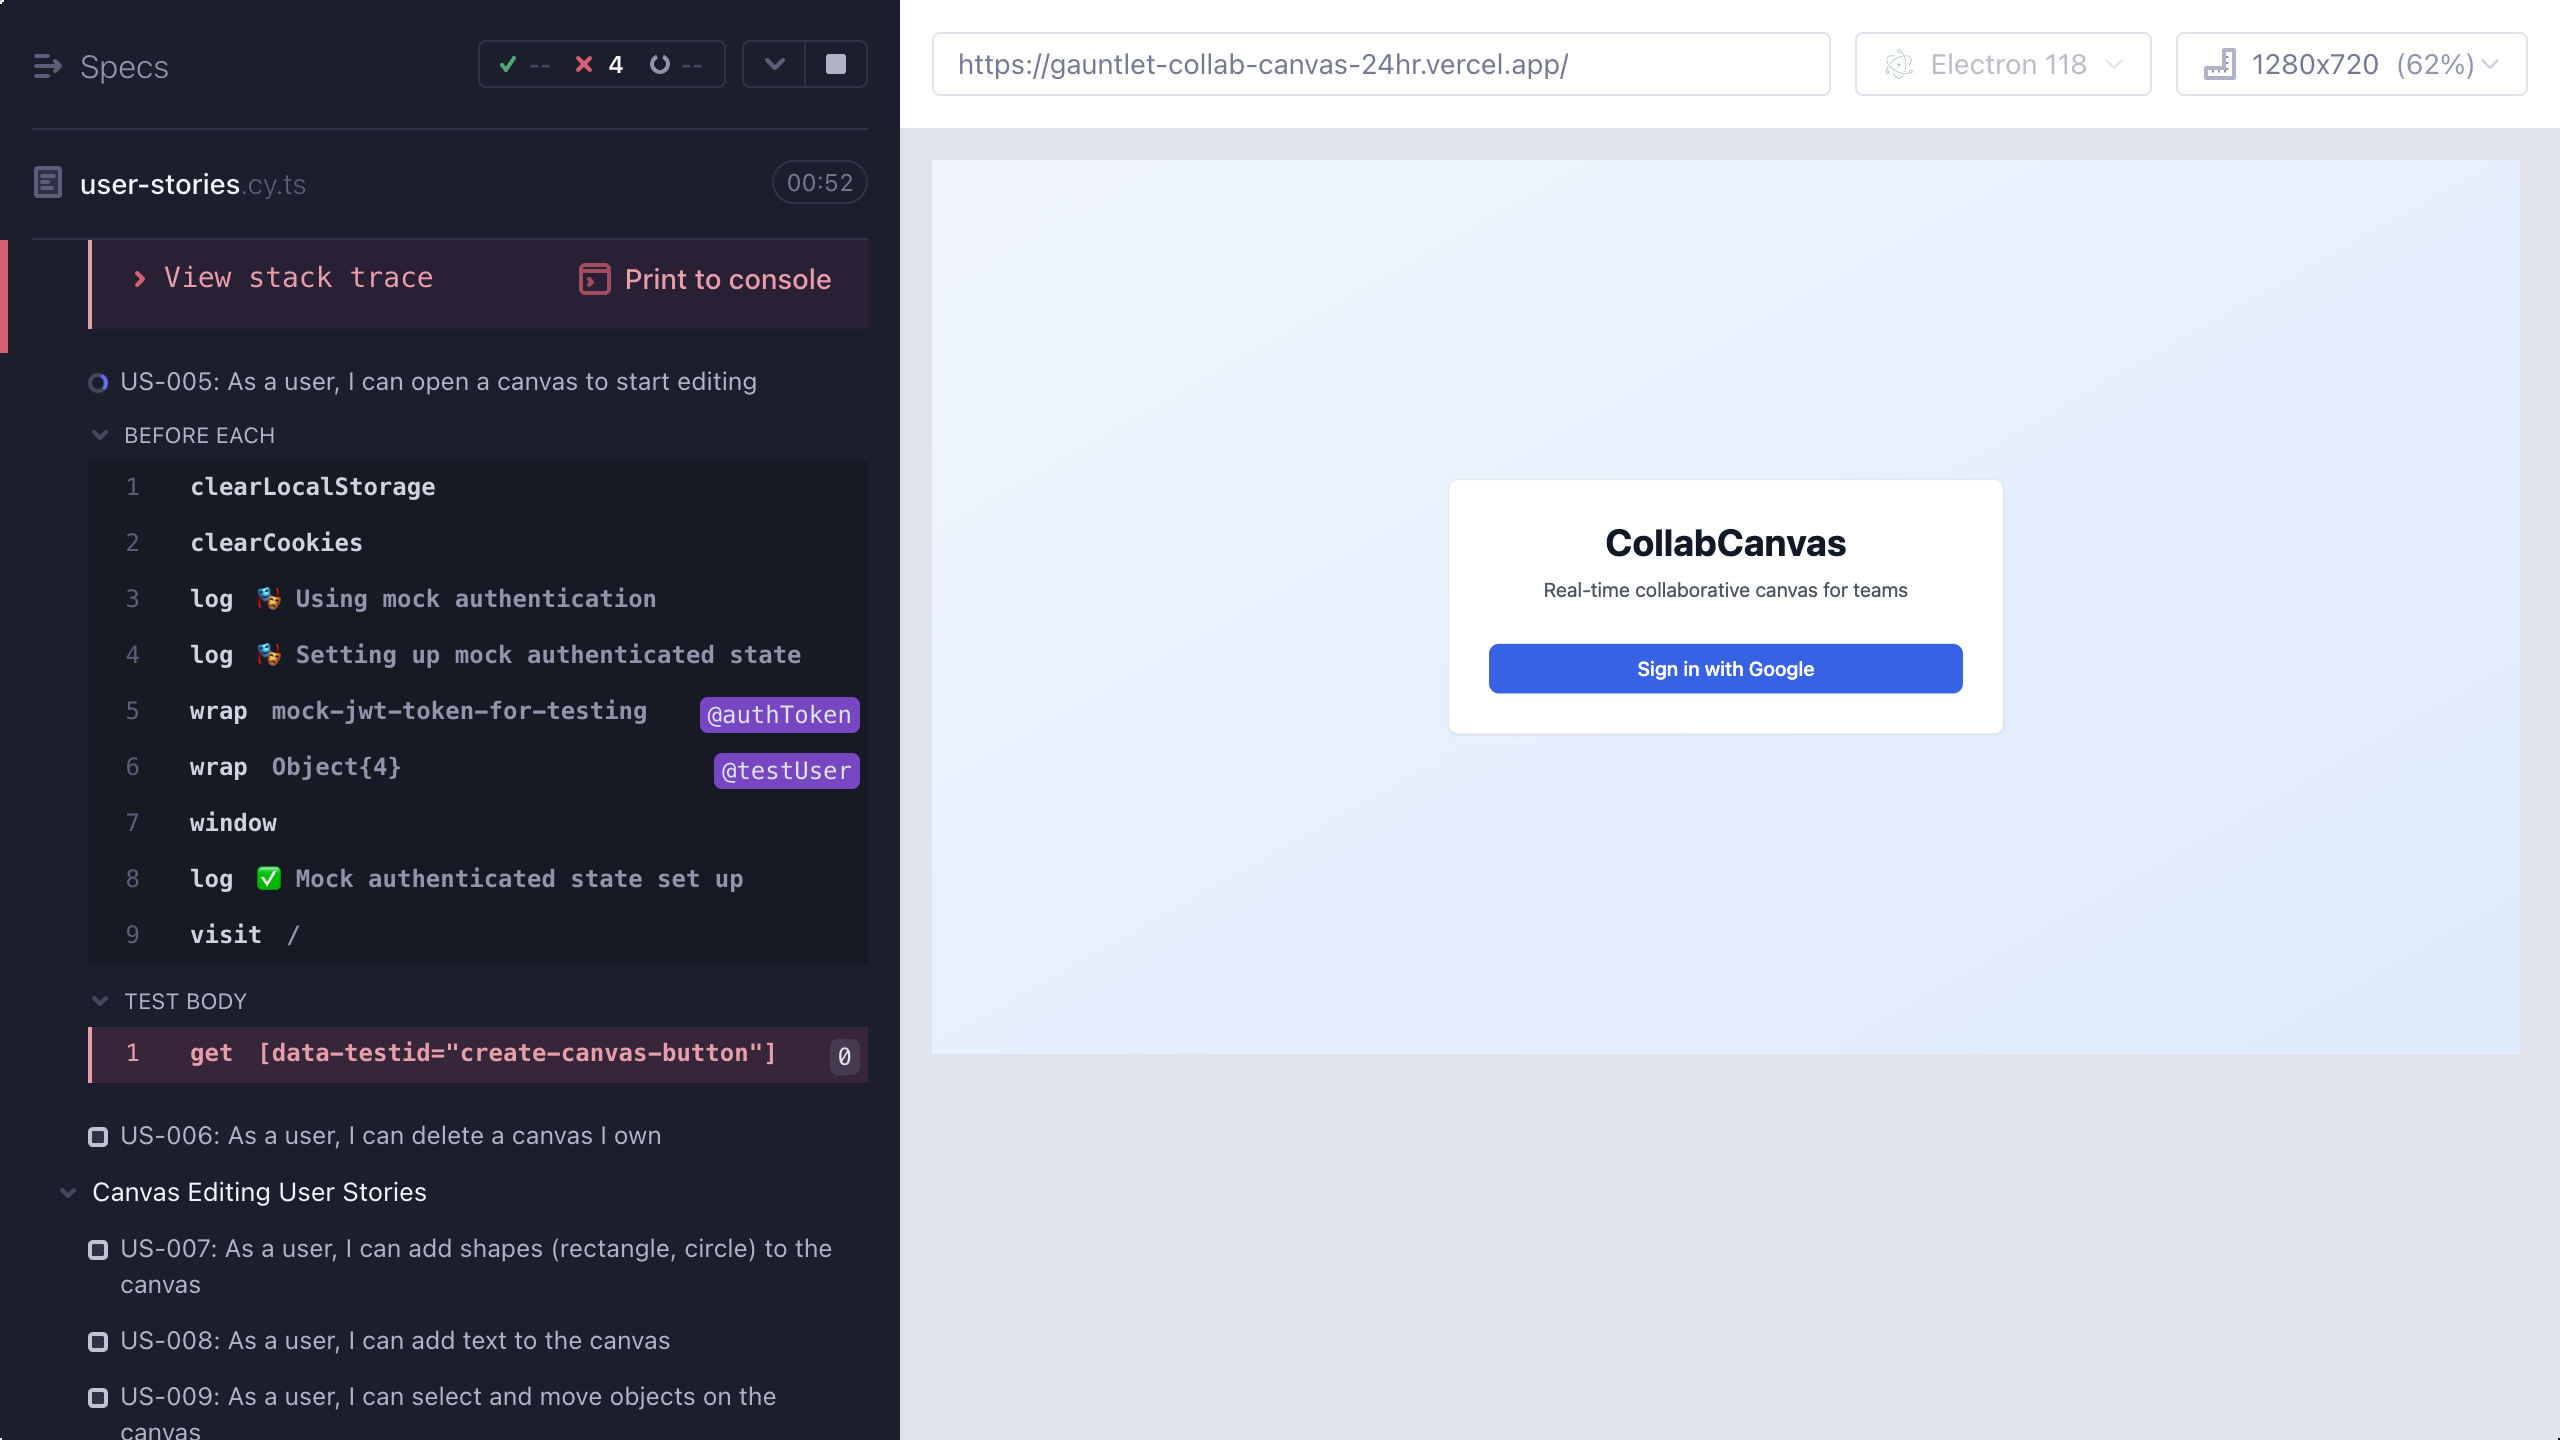 Specs
-- 4 --
user-stories.cy.ts
00:52
View stack trace
Print to console
US-005: As a user, I can open a canvas to start editing
BEFORE EACH
1 clearLocalStorage
2 clearCookies
3 log 🎭 Using mock authentication
4 log 🎭 Setting up mock authenticated state
5 wrap mock-jwt-token-for-testing @authToken
6 wrap Object{4} @testUser
7 window
8 log ✅ Mock authenticated state set up
9 visit /
TEST BODY
1 get [data-testid="create-canvas-button"] 0
US-006: As a user, I can delete a canvas I own
Canvas Editing User Stories
US-007: As a user, I can add shapes (rectangle, circle) to the
canvas
US-008: As a user, I can add text to the canvas
US-009: As a user, I can select and move objects on the
canvas
https://gauntlet-collab-canvas-24hr.vercel.app/
Electron 118
1280x720 (62%)
CollabCanvas
Real-time collaborative canvas for teams
Sign in with Google